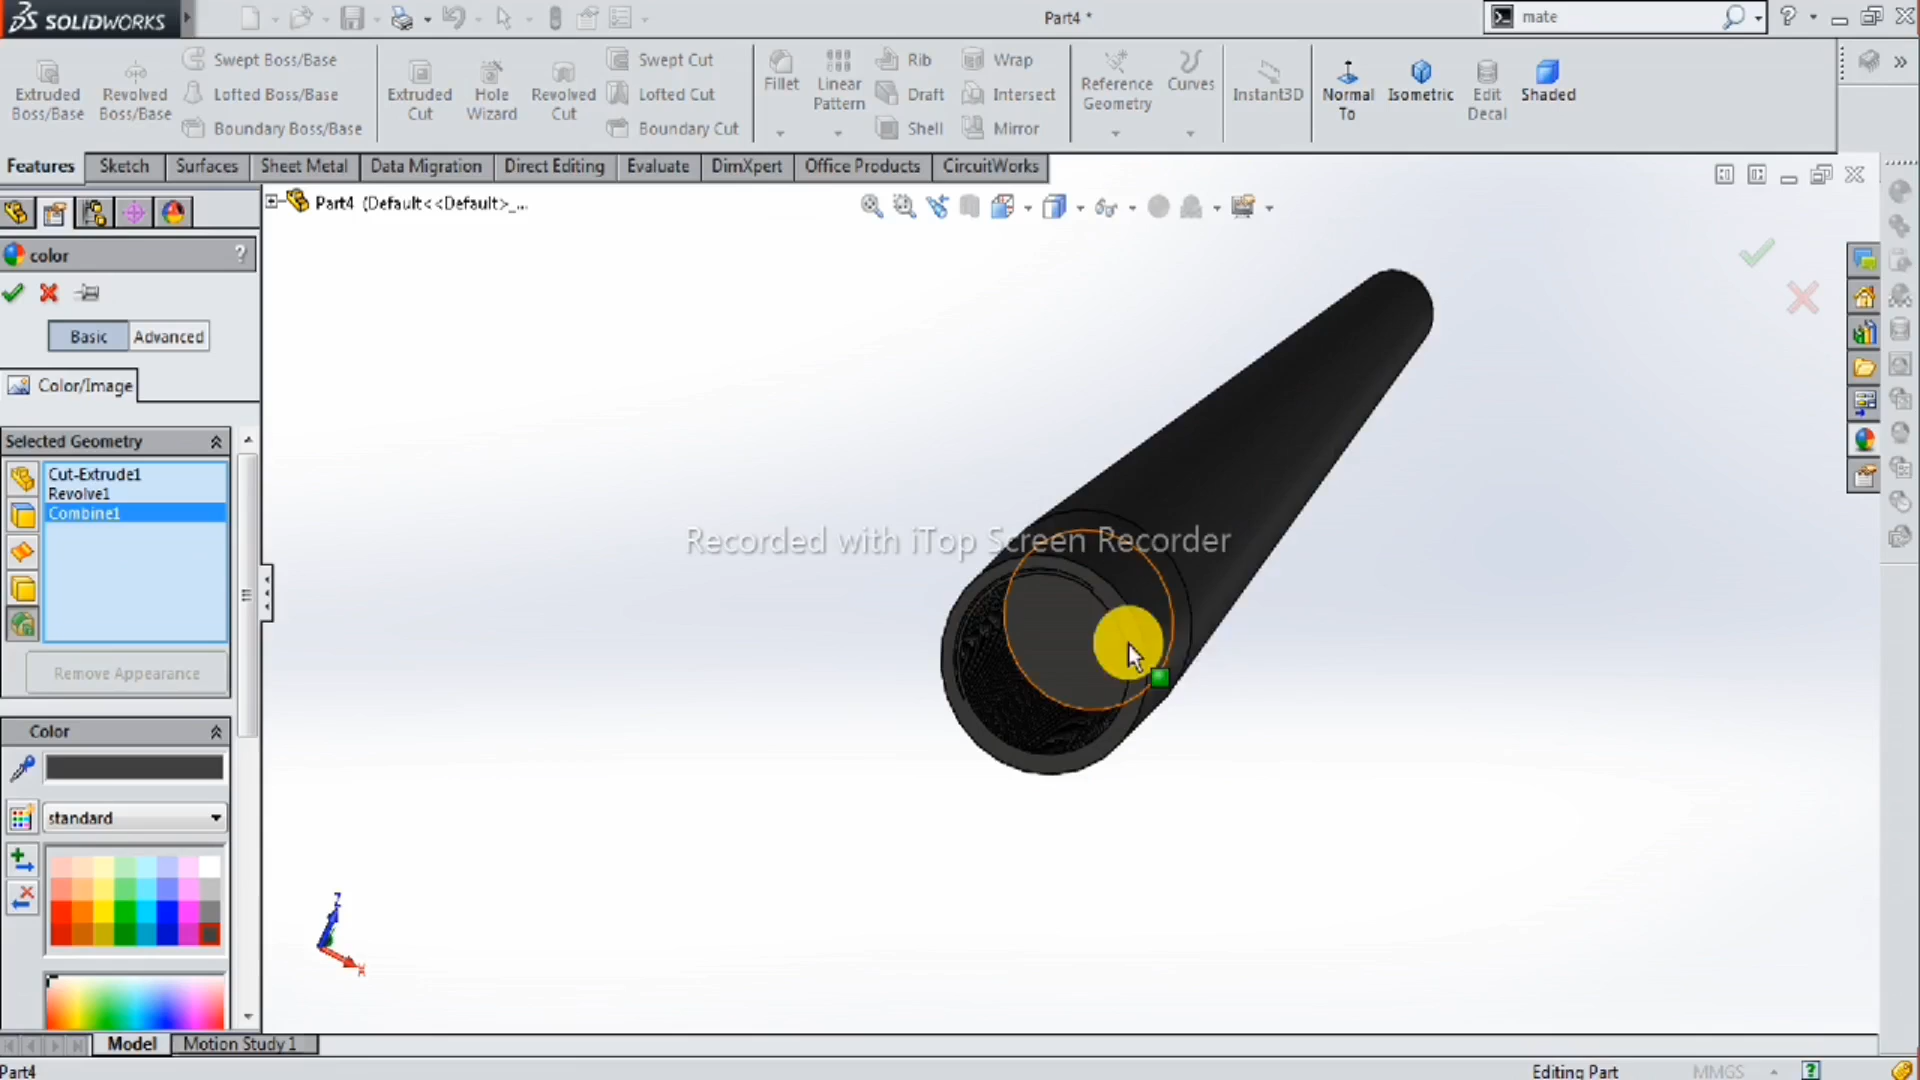 SOLIDWORKS
Part4 *
mate
Extruded Boss/Base
Revolved Boss/Base
Swept Boss/Base
Lofted Boss/Base
Boundary Boss/Base
Extruded Cut
Hole Wizard
Revolved Cut
Swept Cut
Lofted Cut
Boundary Cut
Fillet
Linear Pattern
Rib
Draft
Shell
Wrap
Intersect
Mirror
Reference Geometry
Curves
Instant3D
Normal To
Isometric
Edit Decal
Shaded
Features
Sketch
Surfaces
Sheet Metal
Data Migration
Direct Editing
Evaluate
DimXpert
Office Products
CircuitWorks
Part4 (Default<<Default>_...
color
?
Basic
Advanced
Color/Image
Selected Geometry
Cut-Extrude1
Revolve1
Combine1
Remove Appearance
Color
standard
Recorded with iTop Screen Recorder
Z
X
Model
Motion Study 1
Part4
Editing Part
MMGS